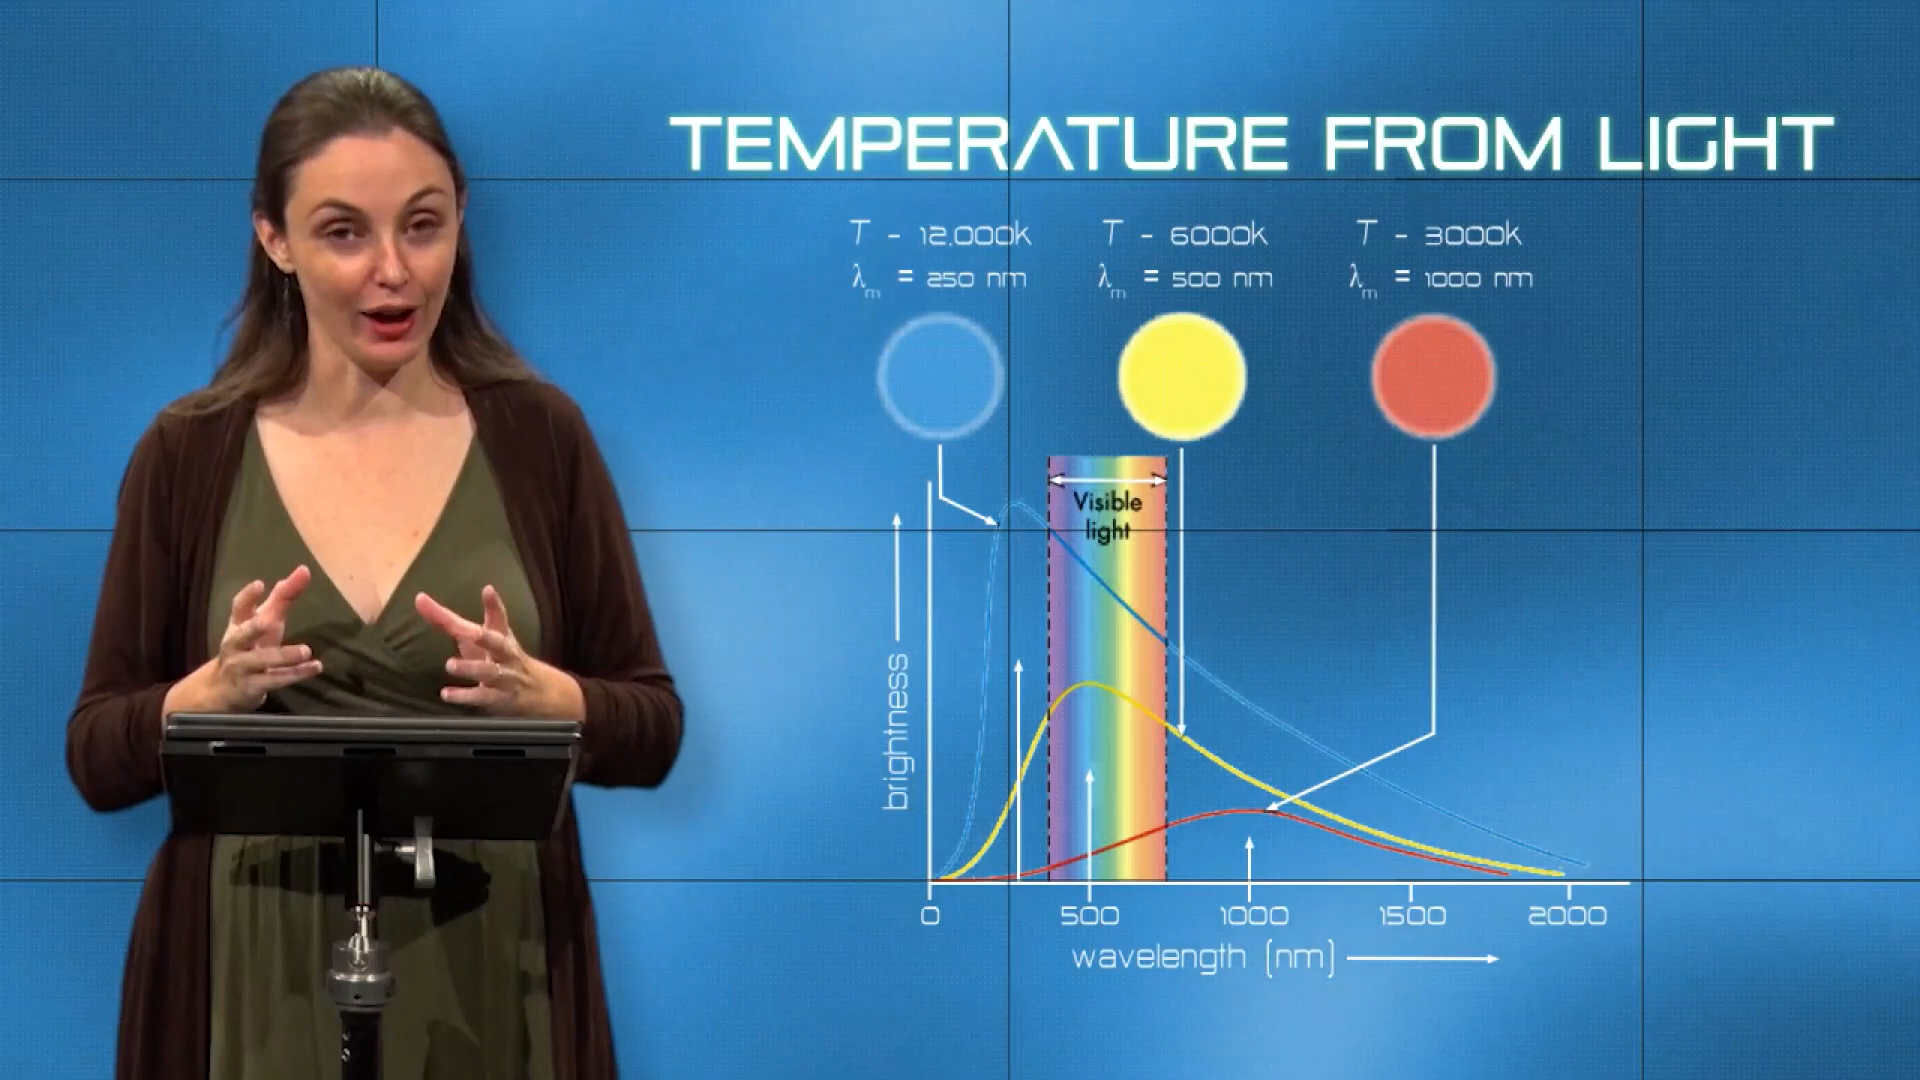 TEMPERATURE FROM LIGHT
T - 12,000k
λm = 250 nm
T - 6000k
λm = 500 nm
T - 3000k
λm = 1000 nm
Visible
light
brightness
0 500 1000 1500 2000
wavelength (nm)